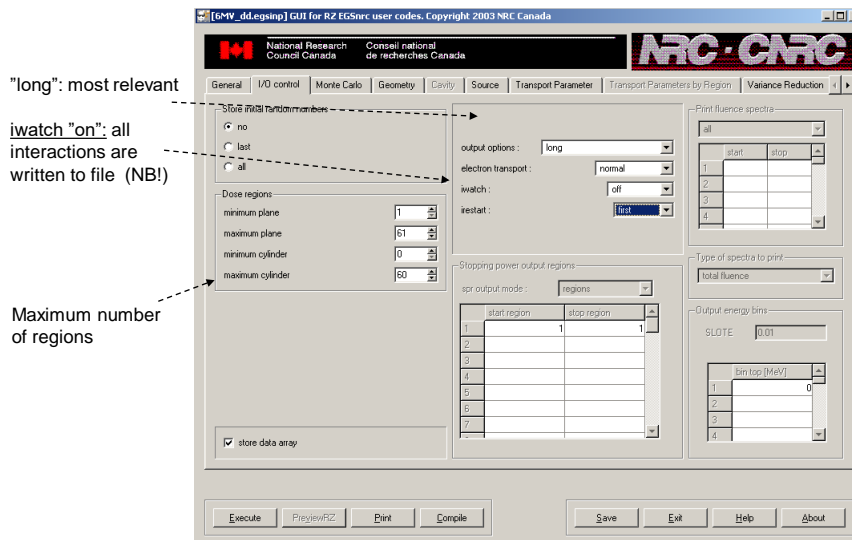 [6MV_dd.egsinp] GUI for RZ EGSnrc user codes. Copyright 2003 NRC Canada
National Research Council Canada
Conseil national de recherches Canada
NRC·CNRC
General I/O control Monte Carlo Geometry Cavity Source Transport Parameter Transport Parameters by Region Variance Reduction
"long": most relevant
iwatch "on": all
interactions are
written to file (NB!)
Maximum number
of regions
Store initial random numbers
no
last
all
Dose regions
minimum plane 1
maximum plane 61
minimum cylinder 0
maximum cylinder 60
store data array
output options : long
electron transport : normal
iwatch : off
irestart : first
Stopping power output regions
spr output mode : regions
start region stop region
1 1 1
2
3
4
5
6
7
Print fluence spectra
all
start stop
1
2
3
4
Type of spectra to print
total fluence
Output energy bins
SLOTE 0.01
bin top [MeV]
1 0
2
3
4
Execute PreviewRZ Print Compile Save Exit Help About